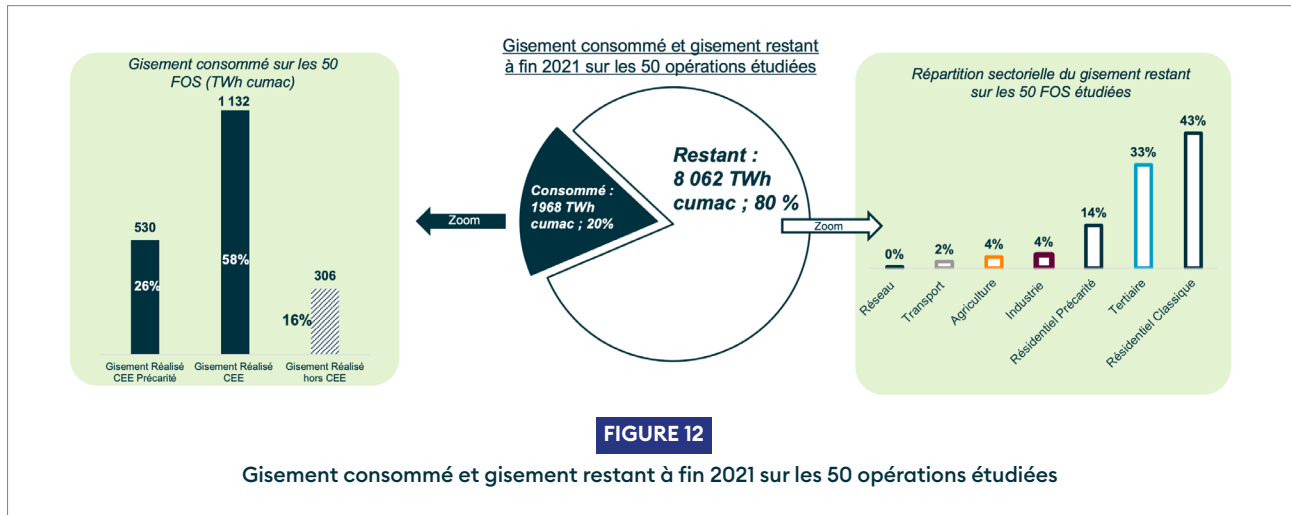 Gisement consommé et gisement restant
à fin 2021 sur les 50 opérations étudiées
Gisement consommé sur les 50
FOS (TWh cumac)
1 132
530
306
26%
58%
16%
Gisement Réalisé
CEE Précarité
Gisement Réalisé
CEE
Gisement Réalisé
hors CEE
Zoom
Consommé :
1968 TWh
cumac ; 20%
Restant :
8 062 TWh
cumac ; 80 %
Zoom
Répartition sectorielle du gisement restant
sur les 50 FOS étudiées
0%
2%
4%
4%
14%
33%
43%
Réseau
Transport
Agriculture
Industrie
Résidentiel Précarité
Tertiaire
Résidentiel Classique
FIGURE 12
Gisement consommé et gisement restant à fin 2021 sur les 50 opérations étudiées